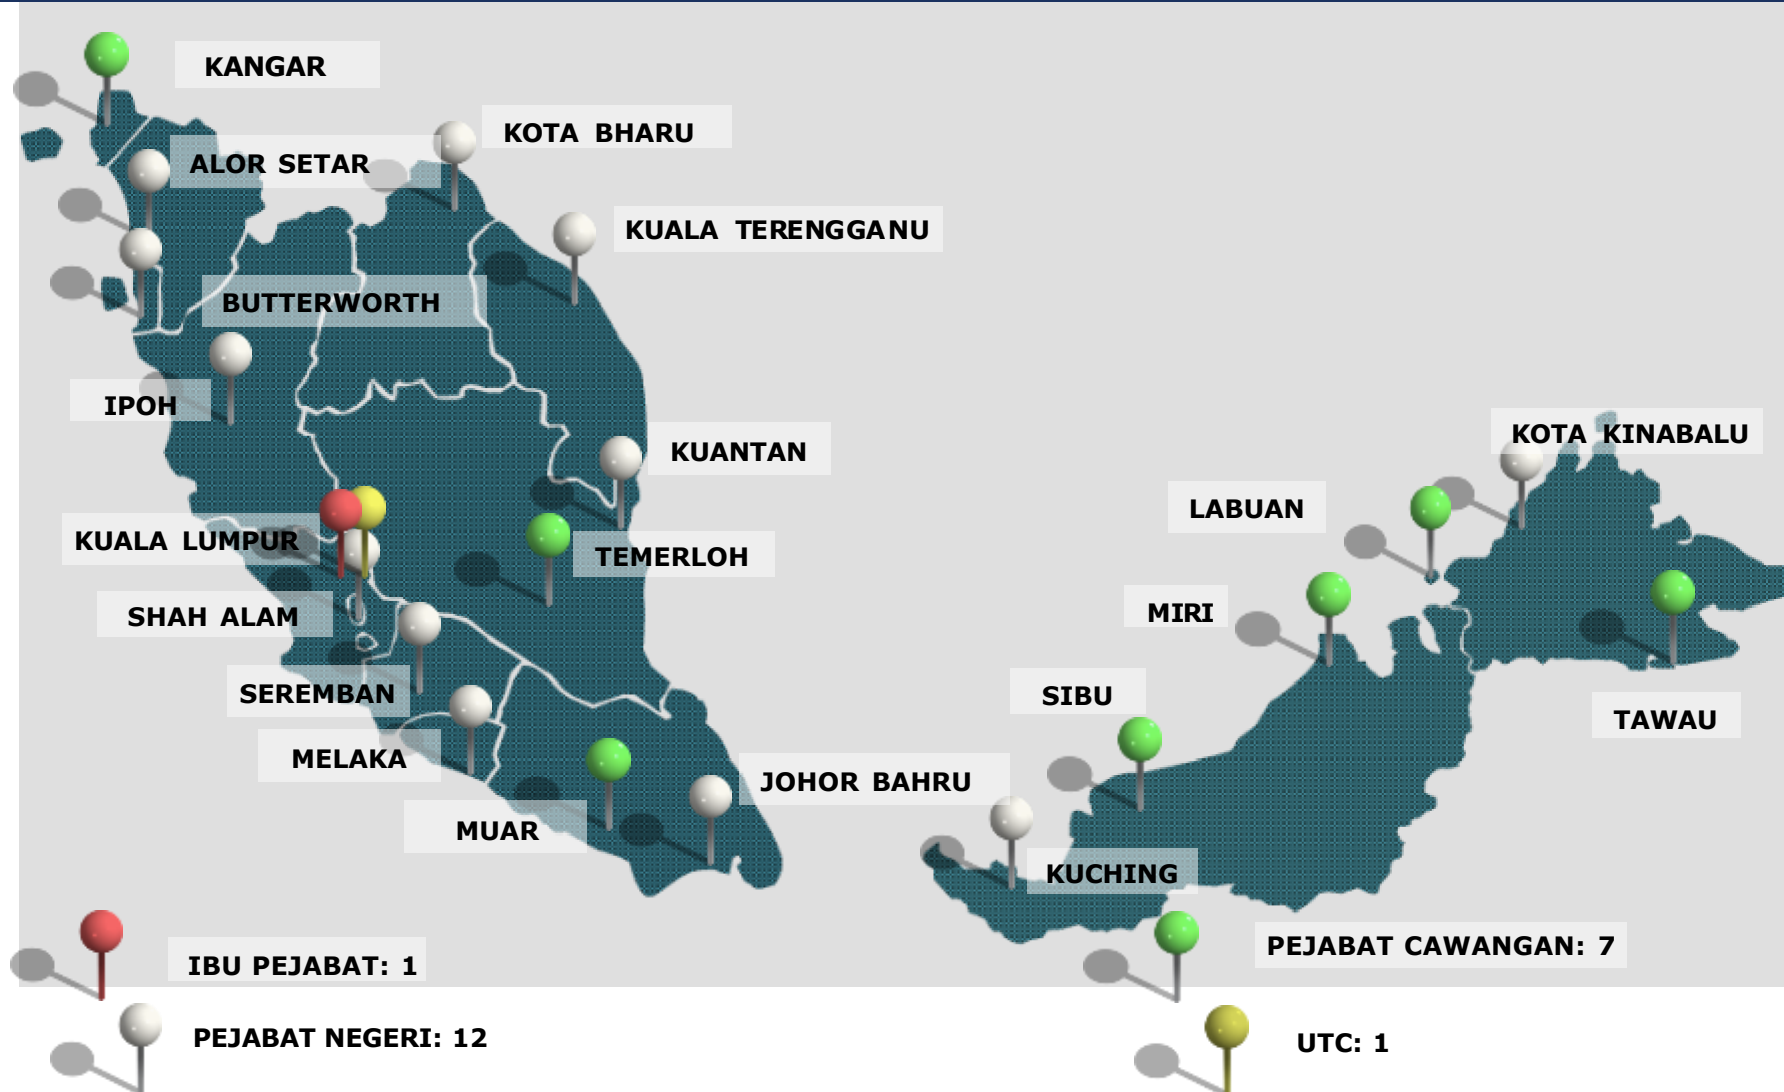 KANGAR
KOTA BHARU
ALOR SETAR
KUALA TERENGGANU
BUTTERWORTH
IPOH
KUANTAN
KOTA KINABALU
LABUAN
KUALA LUMPUR
TEMERLOH
SHAH ALAM
MIRI
SEREMBAN
SIBU
TAWAU
MELAKA
JOHOR BAHRU
MUAR
KUCHING
IBU PEJABAT: 1
PEJABAT CAWANGAN: 7
PEJABAT NEGERI: 12
UTC: 1